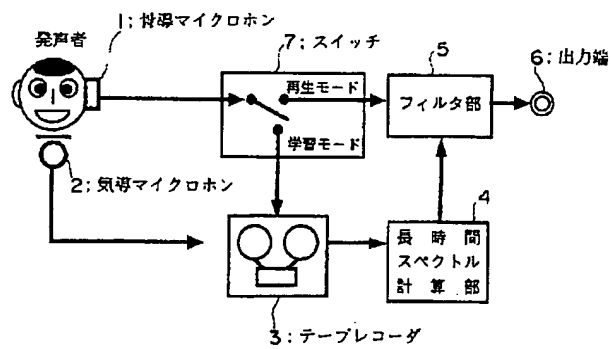 1；骨導マイクロホン
発声者
7；スイッチ
再生モード
学習モード
5
フィルタ部
6；出力端
2；気導マイクロホン
4
長時間
スペクトル
計算部
3；テープレコーダ